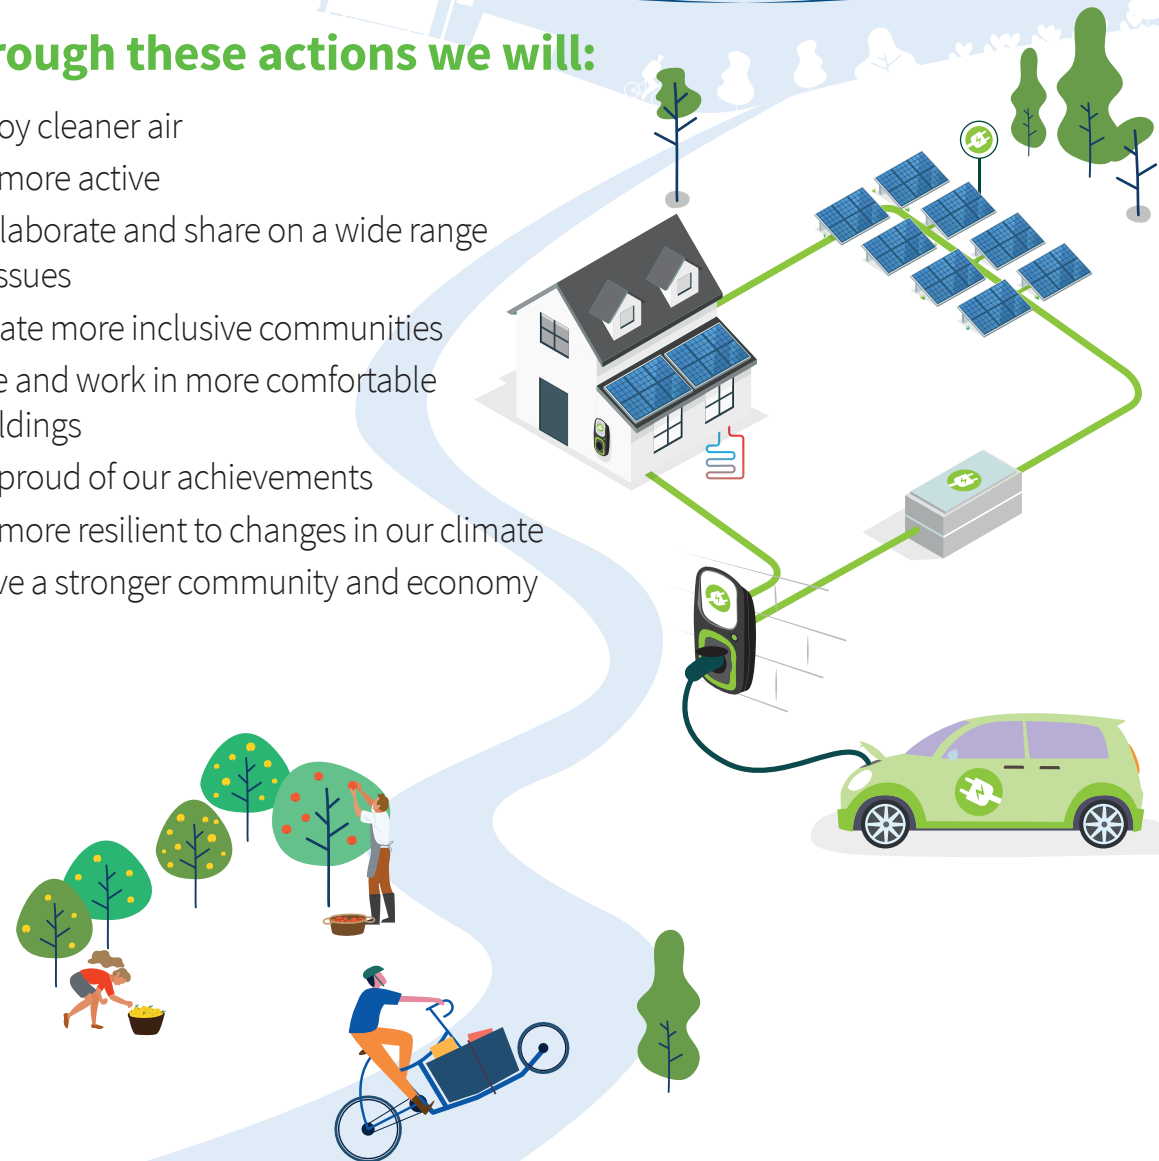 rough these actions we will:
oy cleaner air
more active
laborate and share on a wide range
ssues
ate more inclusive communities
e and work in more comfortable
ldings
proud of our achievements
more resilient to changes in our climate
ve a stronger community and economy